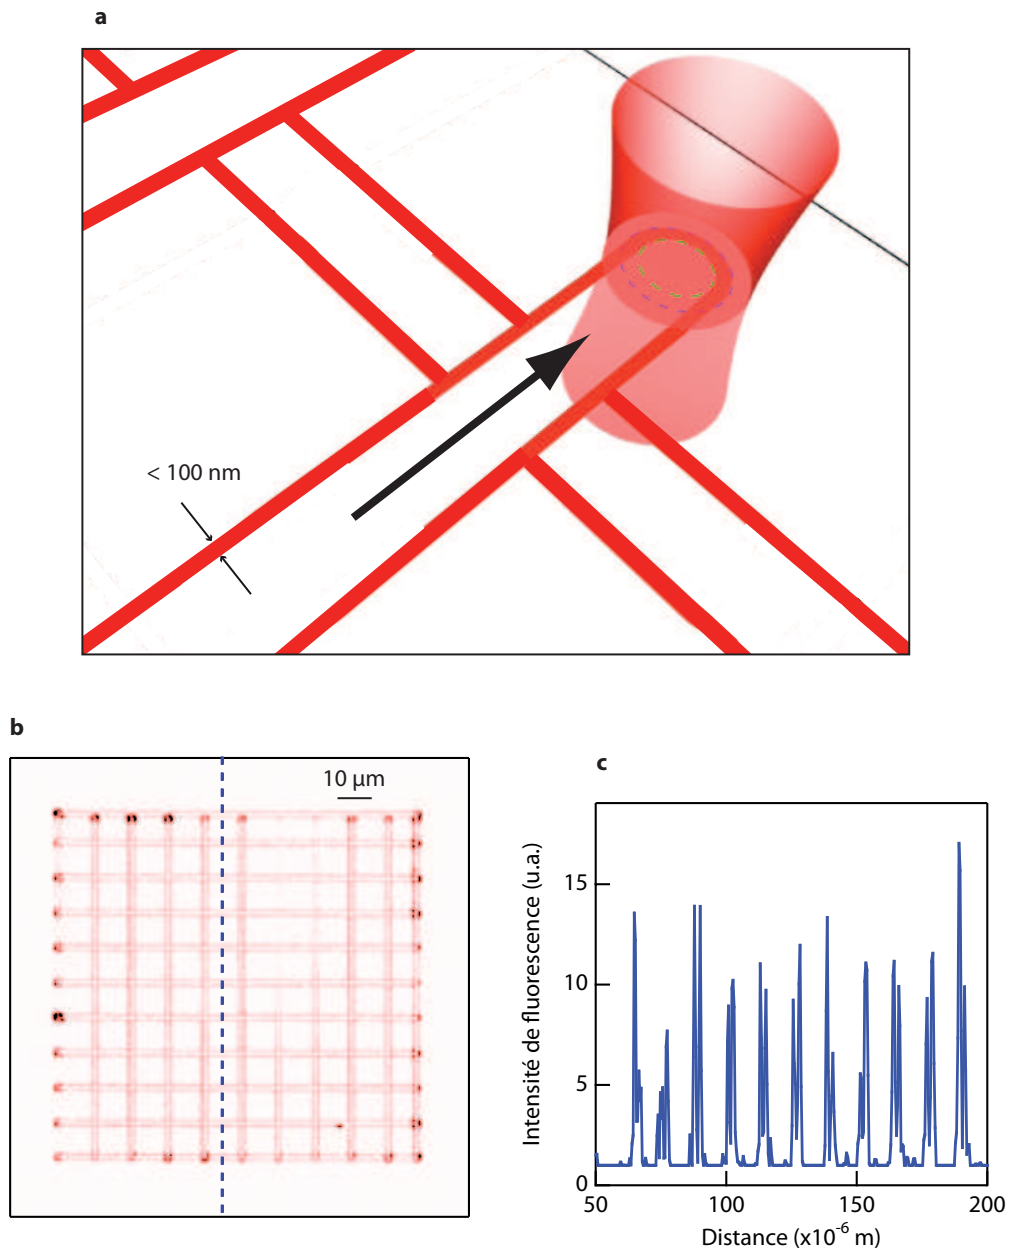 a
< 100 nm
b
10 µm
c
Intensité de fluorescence (u.a.)
15
10
5
0
50 100 150 200
Distance (x10⁻⁶ m)